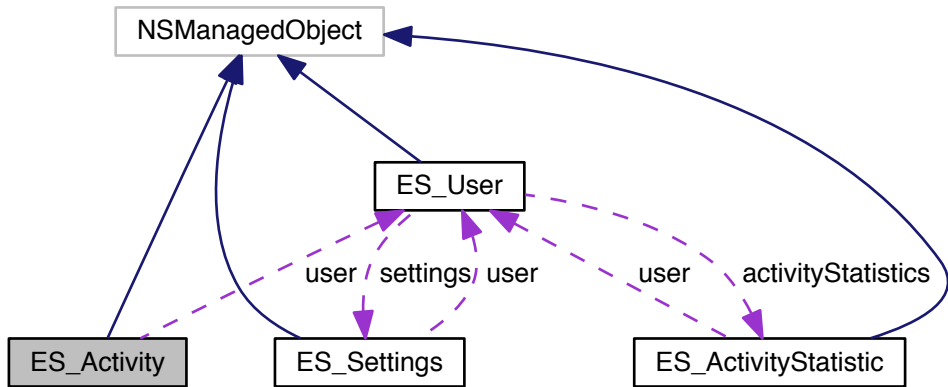 NSManagedObject
ES_User
user
settings
user
user
activityStatistics
ES_Activity
ES_Settings
ES_ActivityStatistic